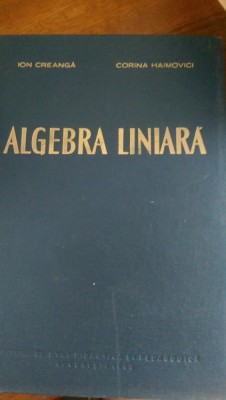 ION CREANGĂ CORINA HAIMOVICI
ALGEBRA LINIARĂ